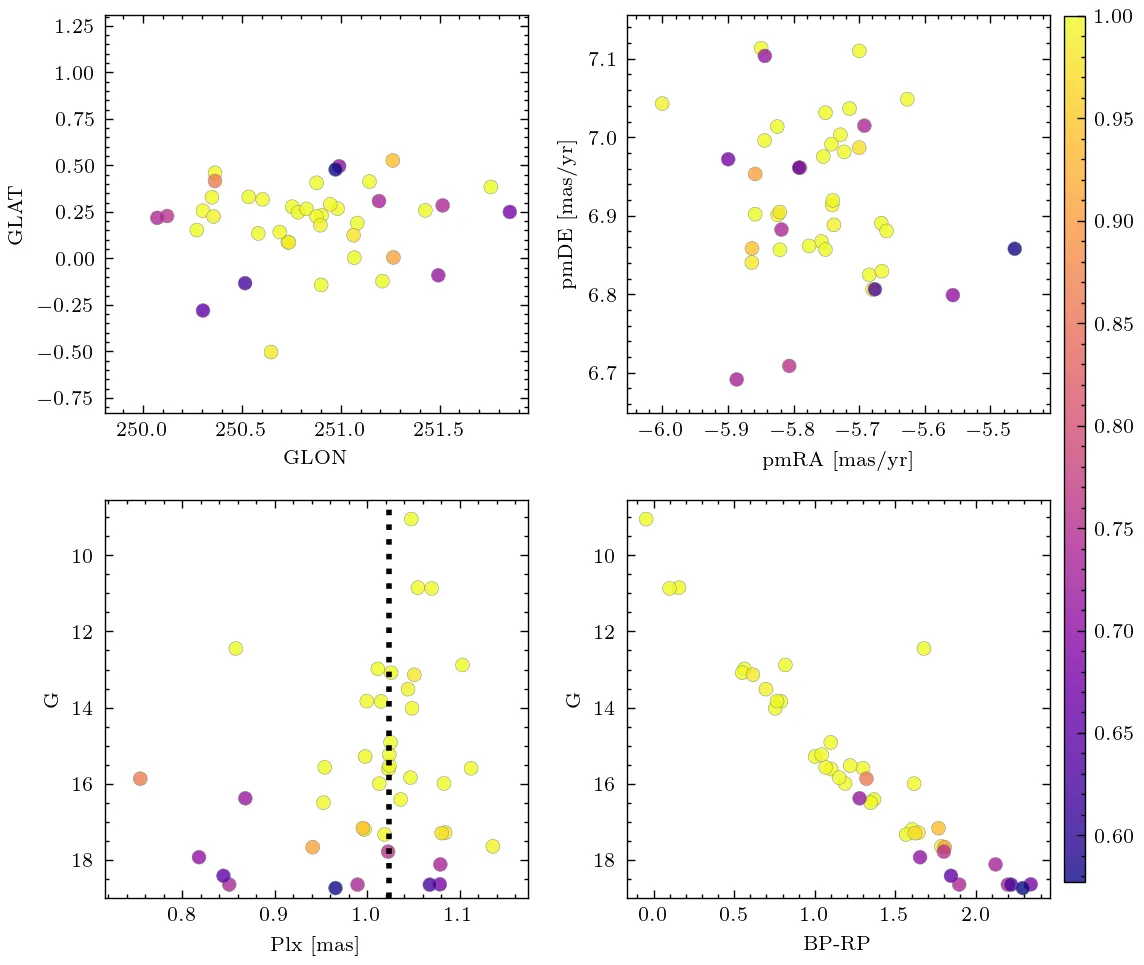 1.25
1.00
0.75
0.50
0.25
0.00
−0.25
−0.50
−0.75
GLAT
250.0 250.5 251.0 251.5
GLON
7.1
7.0
6.9
6.8
6.7
pmDE [mas/yr]
−6.0 −5.9 −5.8 −5.7 −5.6 −5.5
pmRA [mas/yr]
10
12
14
16
18
G
0.8 0.9 1.0 1.1
Plx [mas]
10
12
14
16
18
G
0.0 0.5 1.0 1.5 2.0
BP-RP
1.00
0.95
0.90
0.85
0.80
0.75
0.70
0.65
0.60